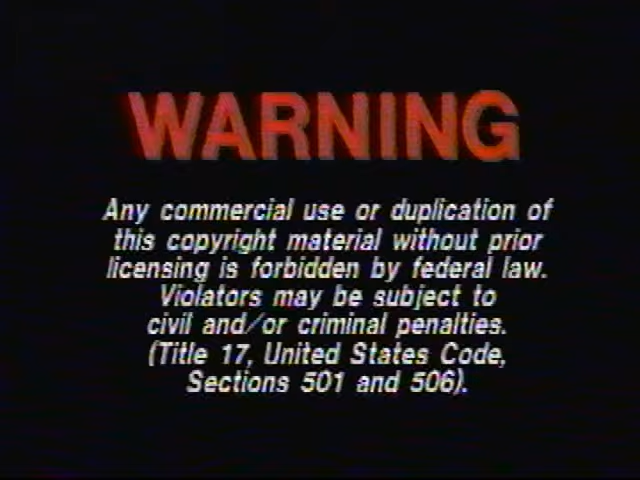 WARNING
Any commercial use or duplication of
this copyright material without prior
licensing is forbidden by federal law.
Violators may be subject to
civil and/or criminal penalties.
(Title 17, United States Code,
Sections 501 and 506).